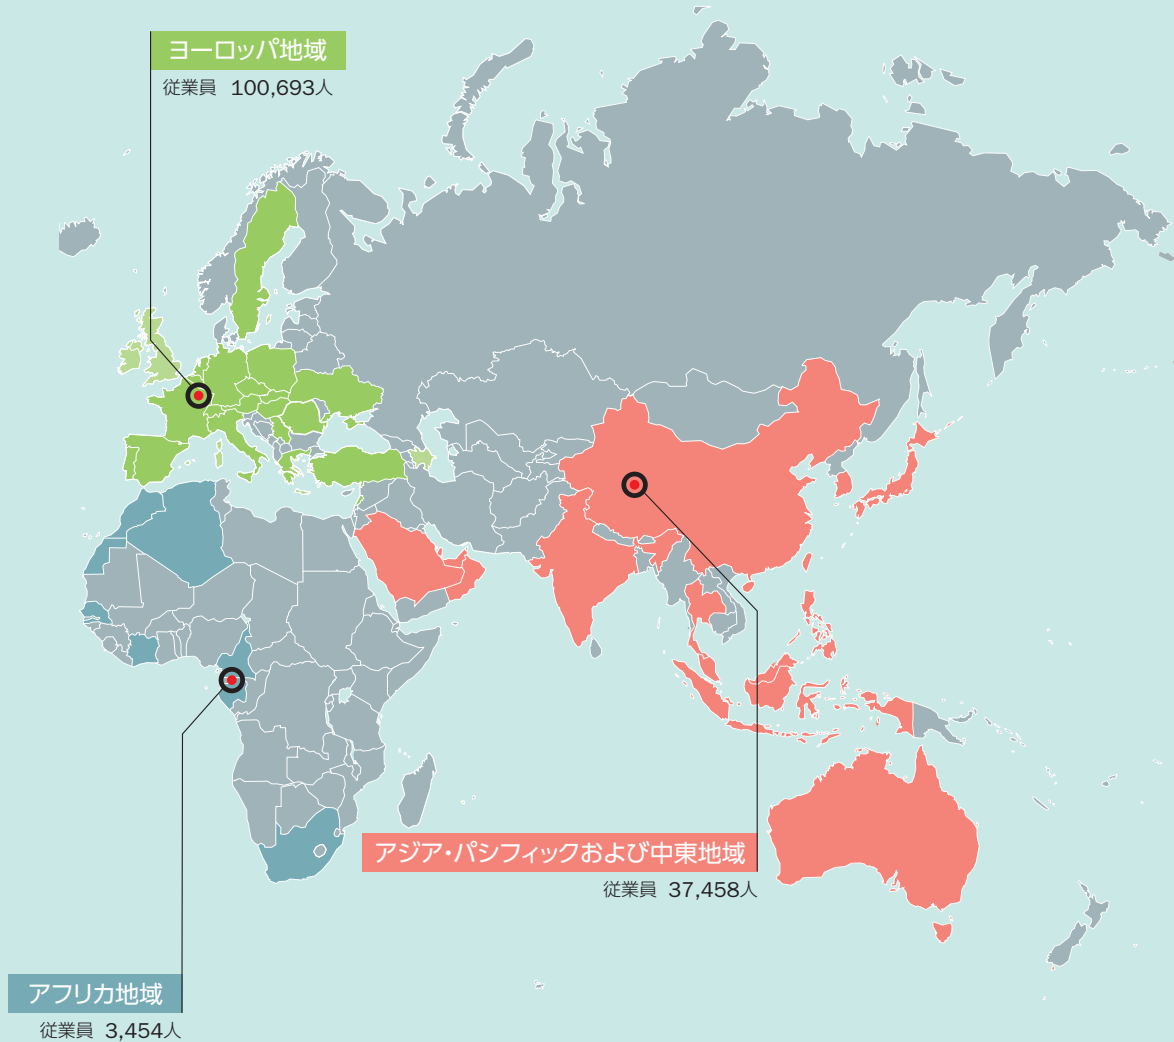 ヨーロッパ地域
従業員 100,693人
アジア・パシフィックおよび中東地域
従業員 37,458人
アフリカ地域
従業員 3,454人